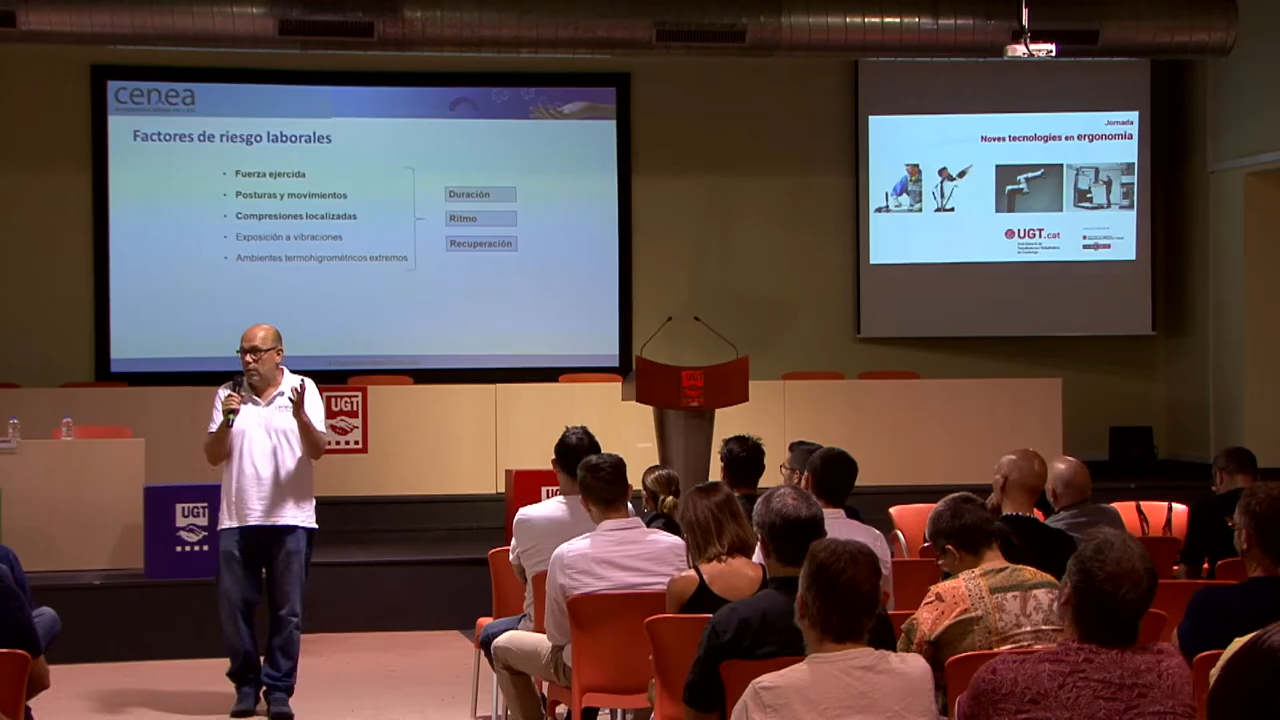 cenea
Factores de riesgo laborales
• Fuerza ejercida
• Posturas y movimientos
• Compresiones localizadas
• Exposición a vibraciones
• Ambientes termohigrométricos extremos
Duración
Ritmo
Recuperación
Jornada
Noves tecnologies en ergonomia
UGT.cat
UGT
UGT
UGT